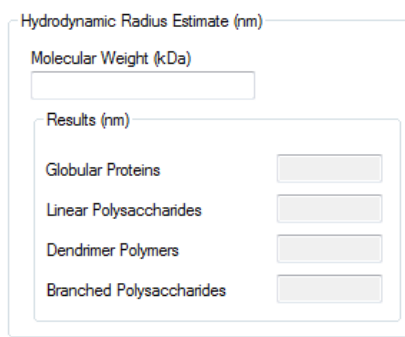 Hydrodynamic Radius Estimate (nm)
Molecular Weight (kDa)
Results (nm)
Globular Proteins
Linear Polysaccharides
Dendrimer Polymers
Branched Polysaccharides